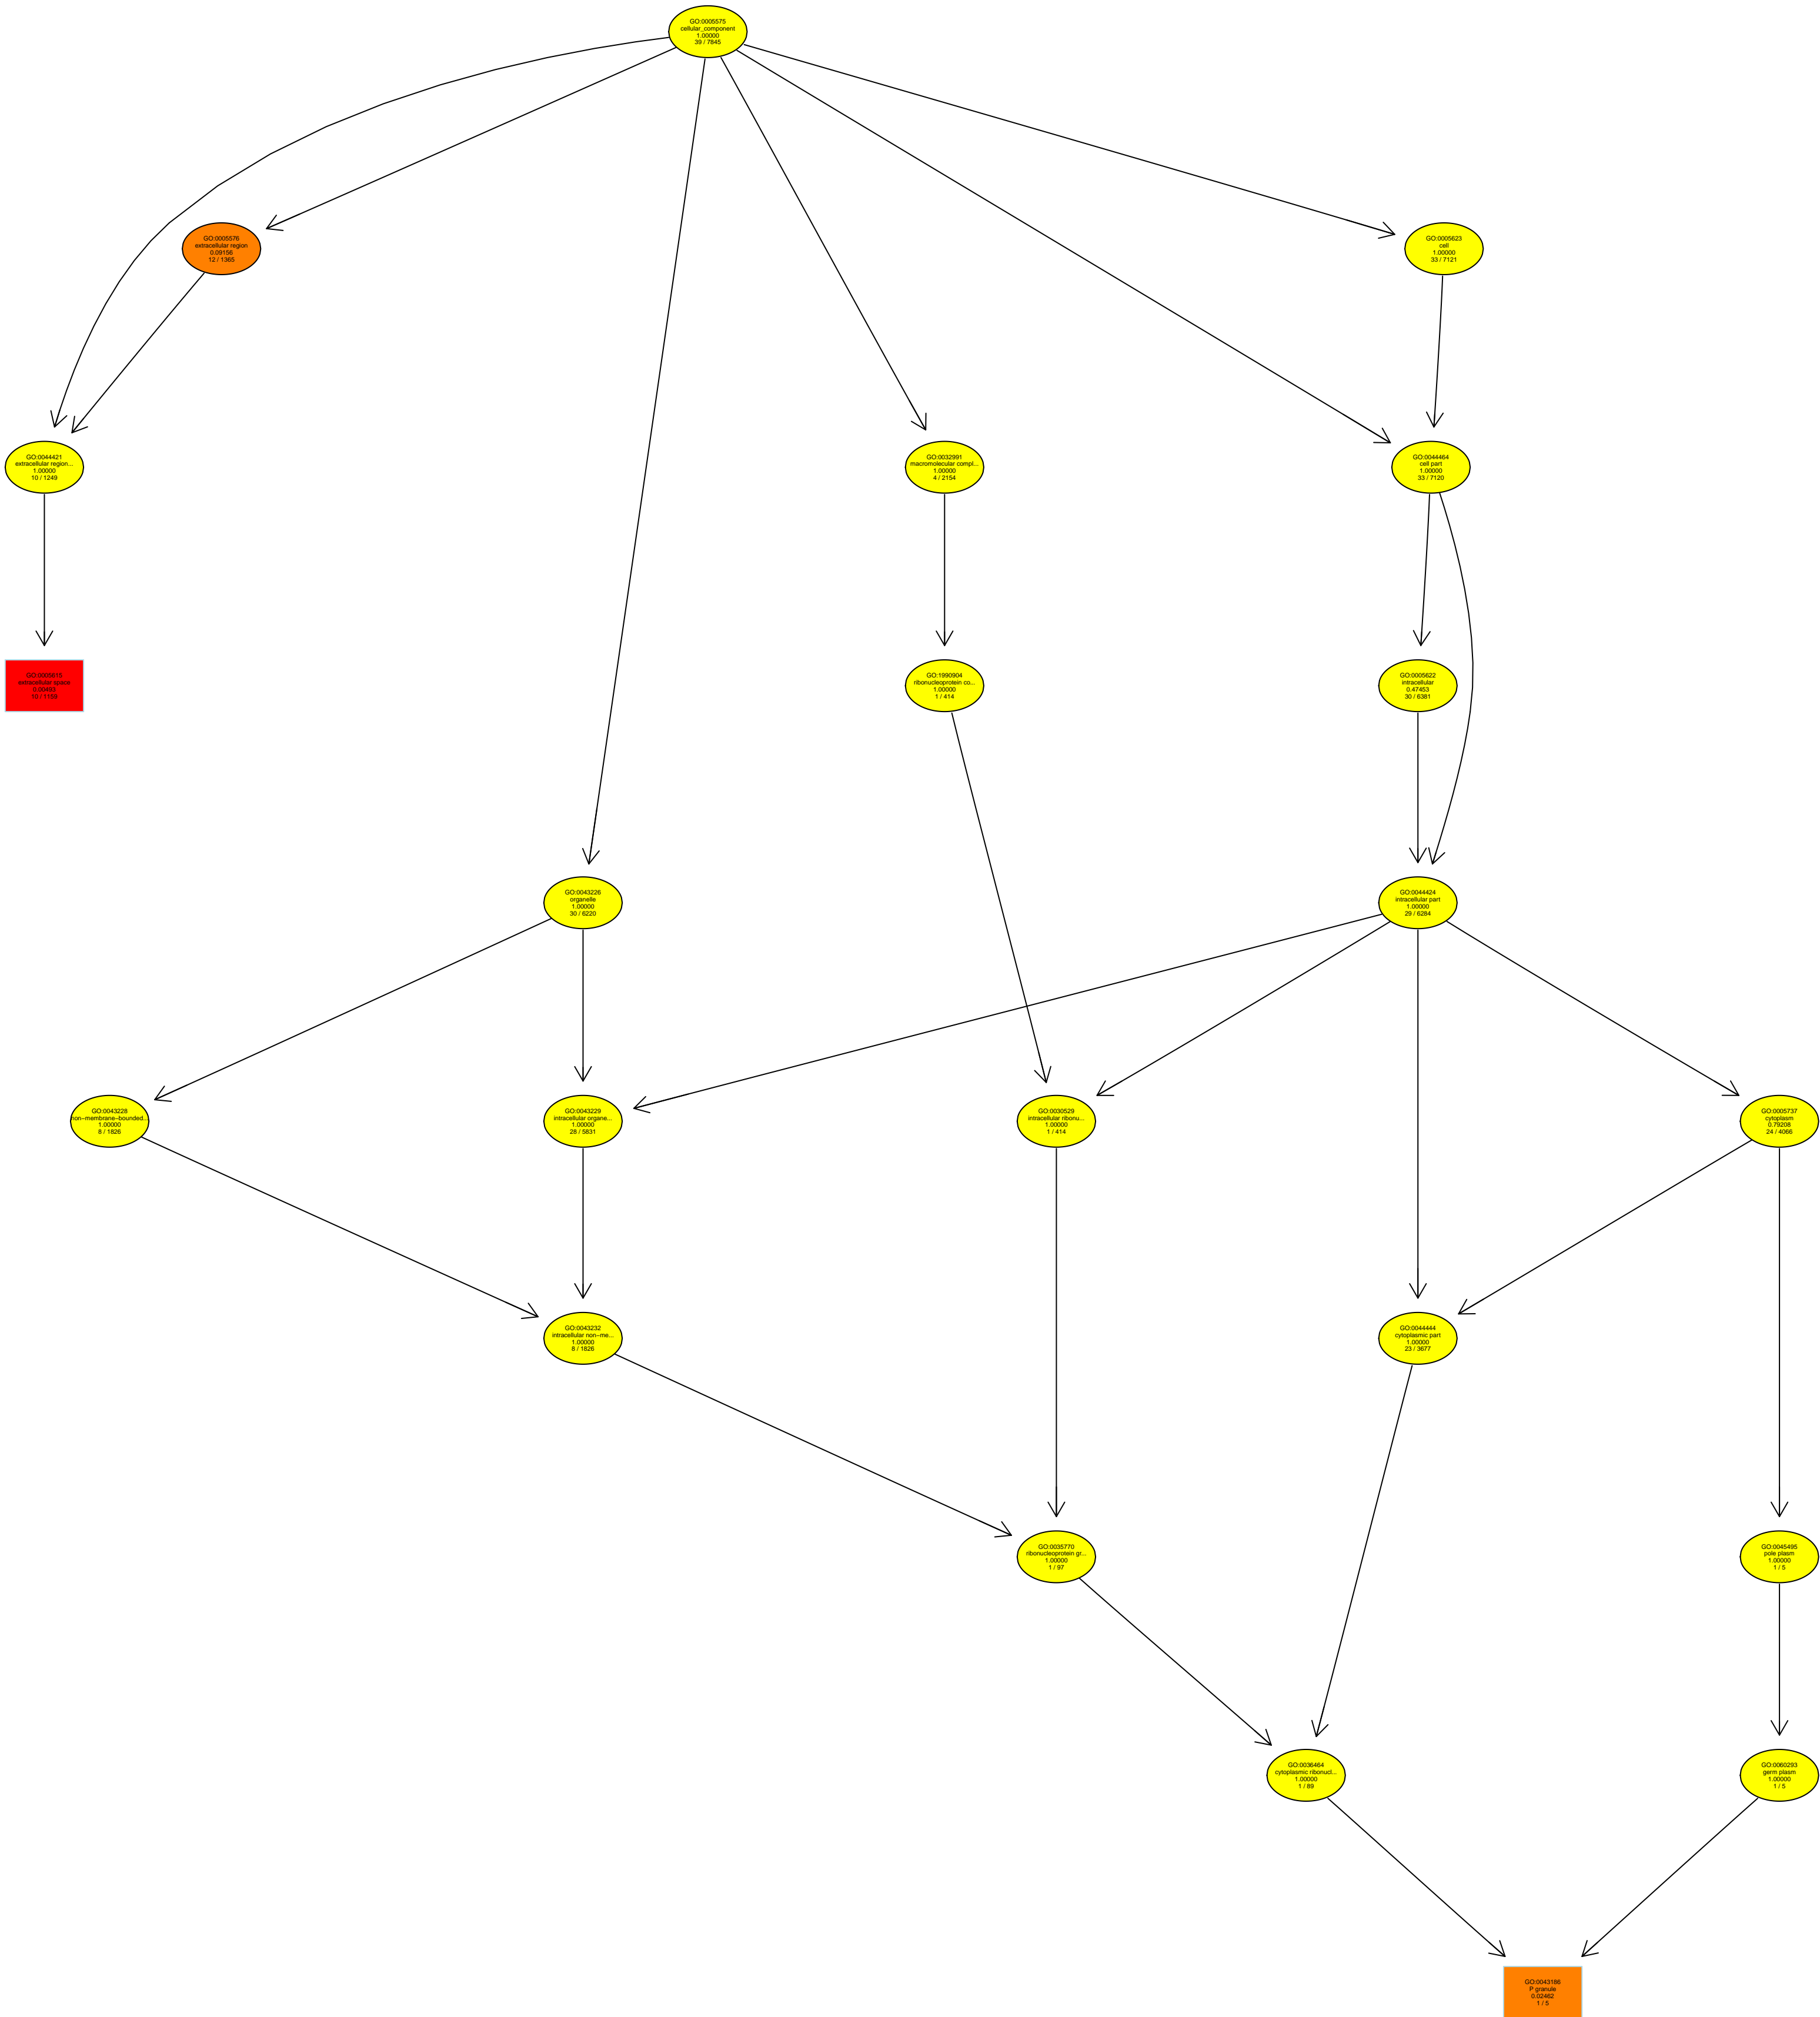 GO:0005575
cellular_component
1.00000
39 / 7845
GO:0005576
extracellular region
0.09156
12 / 1365
GO:0005623
cell
1.00000
33 / 7121
GO:0044421
extracellular region...
1.00000
10 / 1249
GO:0032991
macromolecular compl...
1.00000
4 / 2154
GO:0044464
cell part
1.00000
33 / 7120
GO:0005615
extracellular space
0.00493
10 / 1159
GO:1990904
ribonucleoprotein co...
1.00000
1 / 414
GO:0005622
intracellular
0.47453
30 / 6381
GO:0043226
organelle
1.00000
30 / 6220
GO:0044424
intracellular part
1.00000
29 / 6284
GO:0043228
non−membrane−bounded...
1.00000
8 / 1826
GO:0043229
intracellular organe...
1.00000
28 / 5831
GO:0030529
intracellular ribonu...
1.00000
1 / 414
GO:0005737
cytoplasm
0.79208
24 / 4066
GO:0043232
intracellular non−me...
1.00000
8 / 1826
GO:0044444
cytoplasmic part
1.00000
23 / 3677
GO:0035770
ribonucleoprotein gr...
1.00000
1 / 97
GO:0045495
pole plasm
1.00000
1 / 5
GO:0036464
cytoplasmic ribonucl...
1.00000
1 / 89
GO:0060293
germ plasm
1.00000
1 / 5
GO:0043186
P granule
0.02462
1 / 5